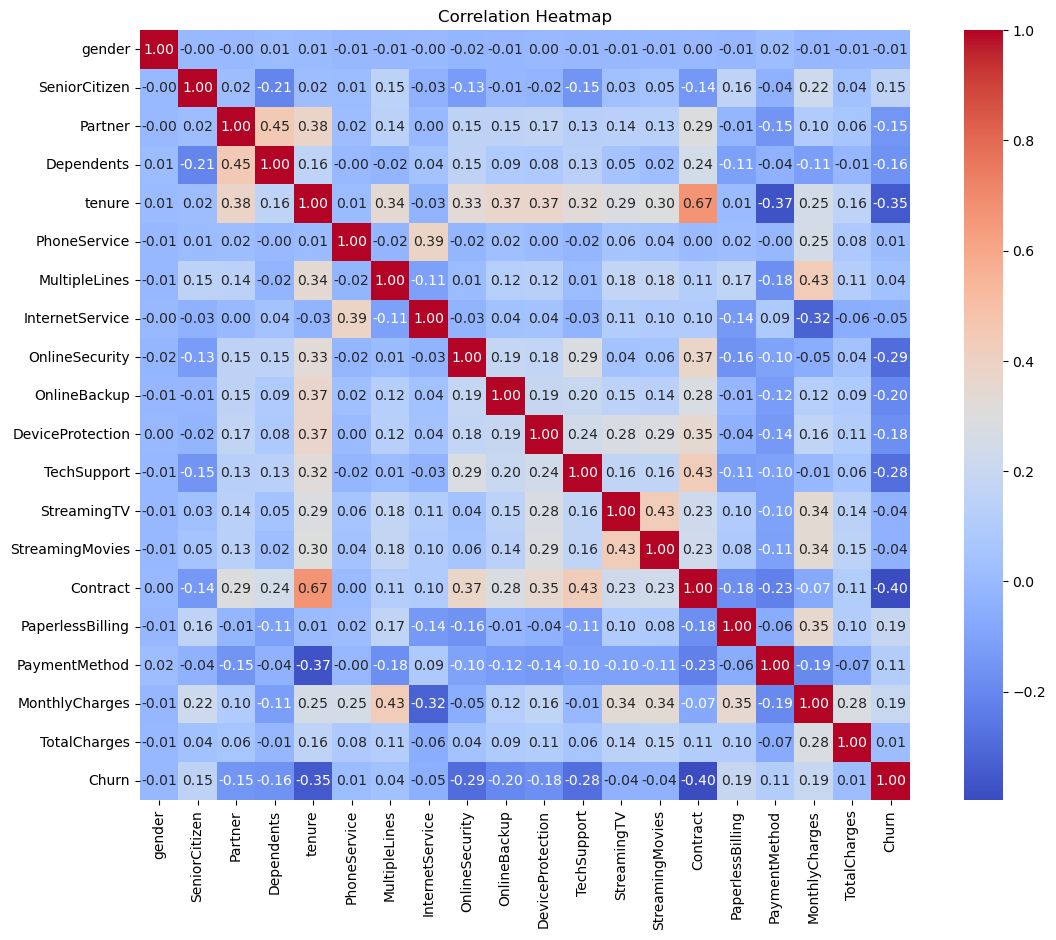 Correlation Heatmap
gender 1.00 -0.00 -0.00 0.01 0.01 -0.01 -0.01 -0.00 -0.02 -0.01 0.00 -0.01 -0.01 -0.01 0.00 -0.01 0.02 -0.01 -0.01 -0.01
SeniorCitizen -0.00 1.00 0.02 -0.21 0.02 0.01 0.15 -0.03 -0.13 -0.01 -0.02 -0.15 0.03 0.05 -0.14 0.16 -0.04 0.22 0.04 0.15
Partner -0.00 0.02 1.00 0.45 0.38 0.02 0.14 0.00 0.15 0.15 0.17 0.13 0.14 0.13 0.29 -0.01 -0.15 0.10 0.06 -0.15
Dependents 0.01 -0.21 0.45 1.00 0.16 -0.00 -0.02 0.04 0.15 0.09 0.08 0.13 0.05 0.02 0.24 -0.11 -0.04 -0.11 -0.01 -0.16
tenure 0.01 0.02 0.38 0.16 1.00 0.01 0.34 -0.03 0.33 0.37 0.37 0.32 0.29 0.30 0.67 0.01 -0.37 0.25 0.16 -0.35
PhoneService -0.01 0.01 0.02 -0.00 0.01 1.00 -0.02 0.39 -0.02 0.02 0.00 -0.02 0.06 0.04 0.00 0.02 -0.00 0.25 0.08 0.01
MultipleLines -0.01 0.15 0.14 -0.02 0.34 -0.02 1.00 -0.11 0.01 0.12 0.12 0.01 0.18 0.18 0.11 0.17 -0.18 0.43 0.11 0.04
InternetService -0.00 -0.03 0.00 0.04 -0.03 0.39 -0.11 1.00 -0.03 0.04 0.04 -0.03 0.11 0.10 0.10 -0.14 0.09 -0.32 -0.06 -0.05
OnlineSecurity -0.02 -0.13 0.15 0.15 0.33 -0.02 0.01 -0.03 1.00 0.19 0.18 0.29 0.04 0.06 0.37 -0.16 -0.10 -0.05 0.04 -0.29
OnlineBackup -0.01 -0.01 0.15 0.09 0.37 0.02 0.12 0.04 0.19 1.00 0.19 0.20 0.15 0.14 0.28 -0.01 -0.12 0.12 0.09 -0.20
DeviceProtection 0.00 -0.02 0.17 0.08 0.37 0.00 0.12 0.04 0.18 0.19 1.00 0.24 0.28 0.29 0.35 -0.04 -0.14 0.16 0.11 -0.18
TechSupport -0.01 -0.15 0.13 0.13 0.32 -0.02 0.01 -0.03 0.29 0.20 0.24 1.00 0.16 0.16 0.43 -0.11 -0.10 -0.01 0.06 -0.28
StreamingTV -0.01 0.03 0.14 0.05 0.29 0.06 0.18 0.11 0.04 0.15 0.28 0.16 1.00 0.43 0.23 0.10 -0.10 0.34 0.14 -0.04
StreamingMovies -0.01 0.05 0.13 0.02 0.30 0.04 0.18 0.10 0.06 0.14 0.29 0.16 0.43 1.00 0.23 0.08 -0.11 0.34 0.15 -0.04
Contract 0.00 -0.14 0.29 0.24 0.67 0.00 0.11 0.10 0.37 0.28 0.35 0.43 0.23 0.23 1.00 -0.18 -0.23 -0.07 0.11 -0.40
PaperlessBilling -0.01 0.16 -0.01 -0.11 0.01 0.02 0.17 -0.14 -0.16 -0.01 -0.04 -0.11 0.10 0.08 -0.18 1.00 -0.06 0.35 0.10 0.19
PaymentMethod 0.02 -0.04 -0.15 -0.04 -0.37 -0.00 -0.18 0.09 -0.10 -0.12 -0.14 -0.10 -0.10 -0.11 -0.23 -0.06 1.00 -0.19 -0.07 0.11
MonthlyCharges -0.01 0.22 0.10 -0.11 0.25 0.25 0.43 -0.32 -0.05 0.12 0.16 -0.01 0.34 0.34 -0.07 0.35 -0.19 1.00 0.28 0.19
TotalCharges -0.01 0.04 0.06 -0.01 0.16 0.08 0.11 -0.06 0.04 0.09 0.11 0.06 0.14 0.15 0.11 0.10 -0.07 0.28 1.00 0.01
Churn -0.01 0.15 -0.15 -0.16 -0.35 0.01 0.04 -0.05 -0.29 -0.20 -0.18 -0.28 -0.04 -0.04 -0.40 0.19 0.11 0.19 0.01 1.00
gender SeniorCitizen Partner Dependents tenure PhoneService MultipleLines InternetService OnlineSecurity OnlineBackup DeviceProtection TechSupport StreamingTV StreamingMovies Contract PaperlessBilling PaymentMethod MonthlyCharges TotalCharges Churn
1.0
0.8
0.6
0.4
0.2
0.0
−0.2